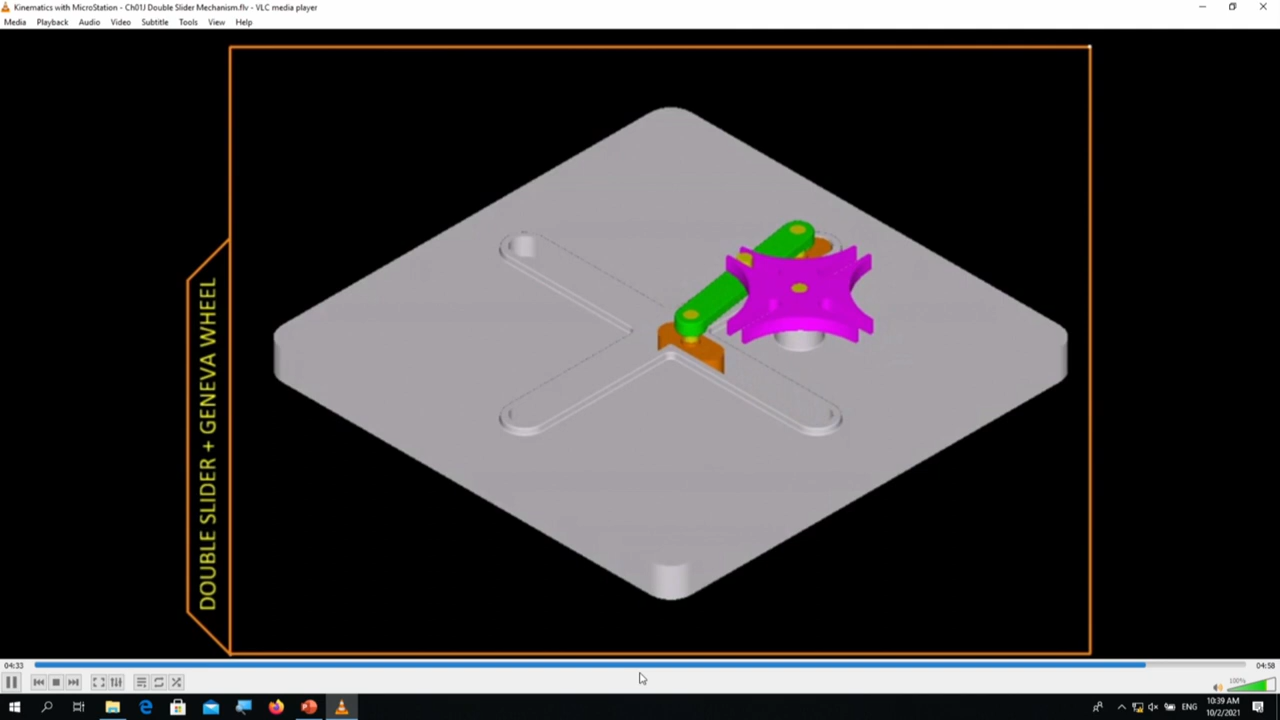 Kinematics with MicroStation - Ch01J Double Slider Mechanism.flv - VLC media player
Media Playback Audio Video Subtitle Tools View Help
DOUBLE SLIDER + GENEVA WHEEL
04:33
04:58
100%
ENG
10:39 AM
10/2/2021